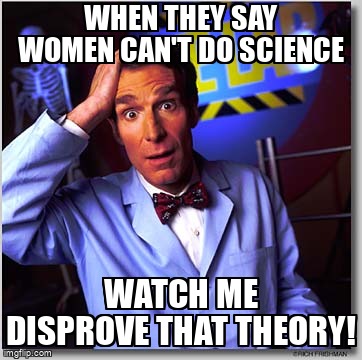 WHEN THEY SAY
WOMEN CAN'T DO SCIENCE
WATCH ME
DISPROVE THAT THEORY!
imgflip.com
©RICH FRISHMAN